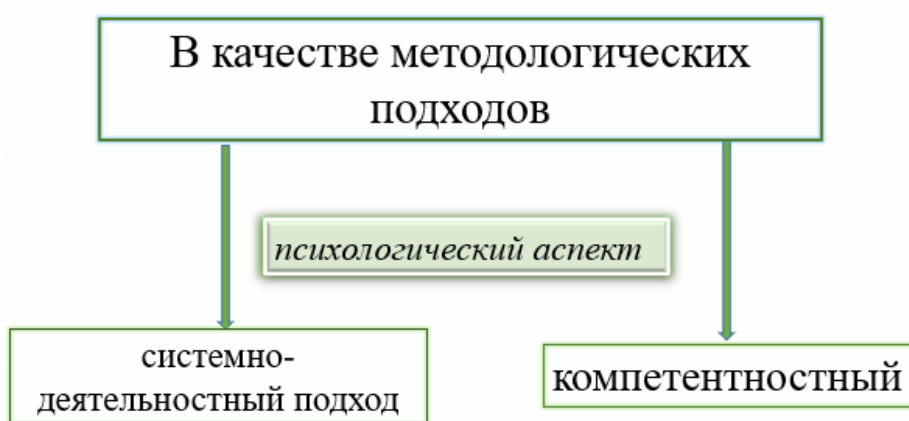 В качестве методологических
подходов
психологический аспект
системно-
деятельностный подход
компетентностный